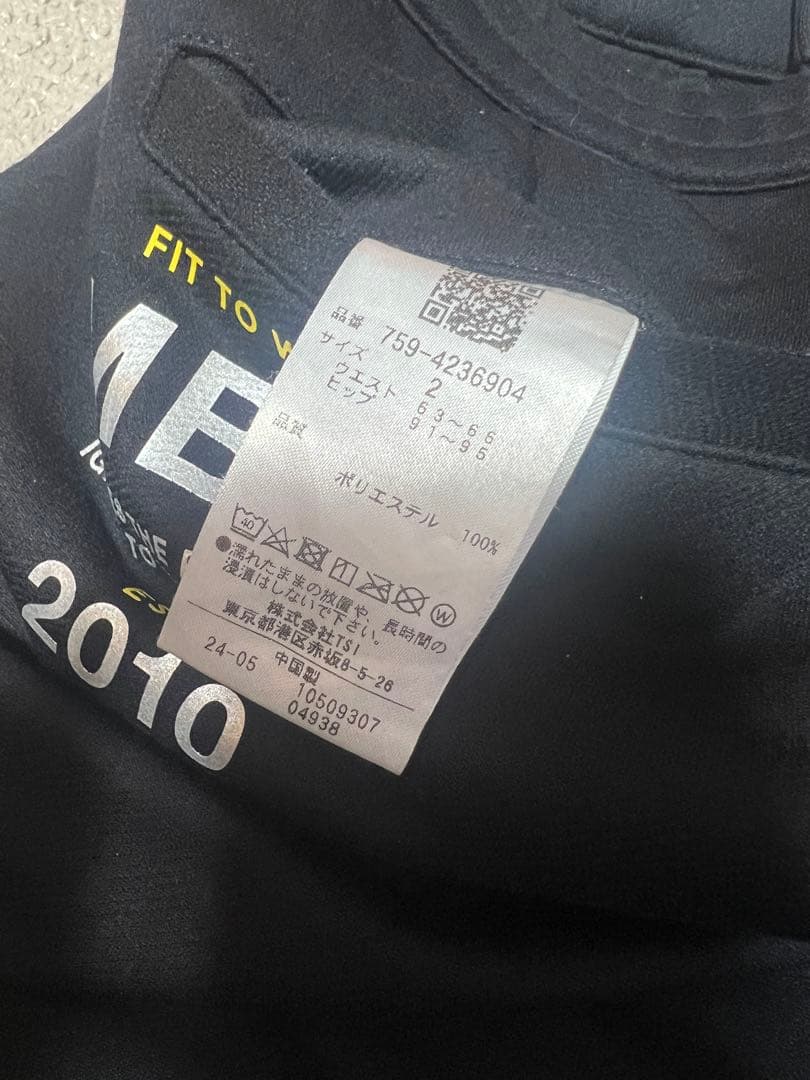 FIT TO
2010
品番 759-4236904
サイズ 2
ウエスト 63〜66
ヒップ 91〜95
品質
ポリエステル 100%
40
W
●濡れたままの放置や、長時間の
浸漬はしないで下さい。
株式会社TSI
東京都港区赤坂8-5-26
24-05 中国製
10509307
04938